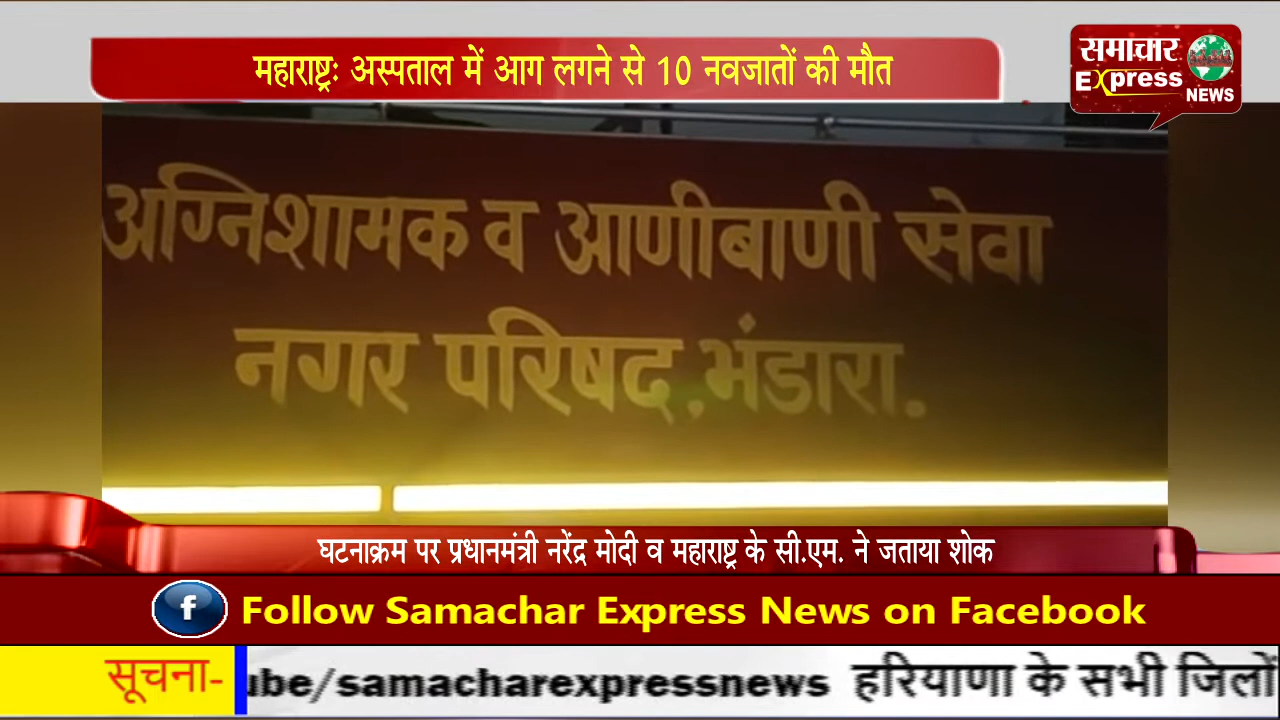 महाराष्ट्रः अस्पताल में आग लगने से 10 नवजातों की मौत
समाचार
Express
NEWS
अग्निशामक व आणीबाणी सेवा
नगर परिषद,भंडारा.
घटनाक्रम पर प्रधानमंत्री नरेंद्र मोदी व महाराष्ट्र के सी.एम. ने जताया शोक
f Follow Samachar Express News on Facebook
सूचना- ube/samacharexpressnews हरियाणा के सभी जिलों